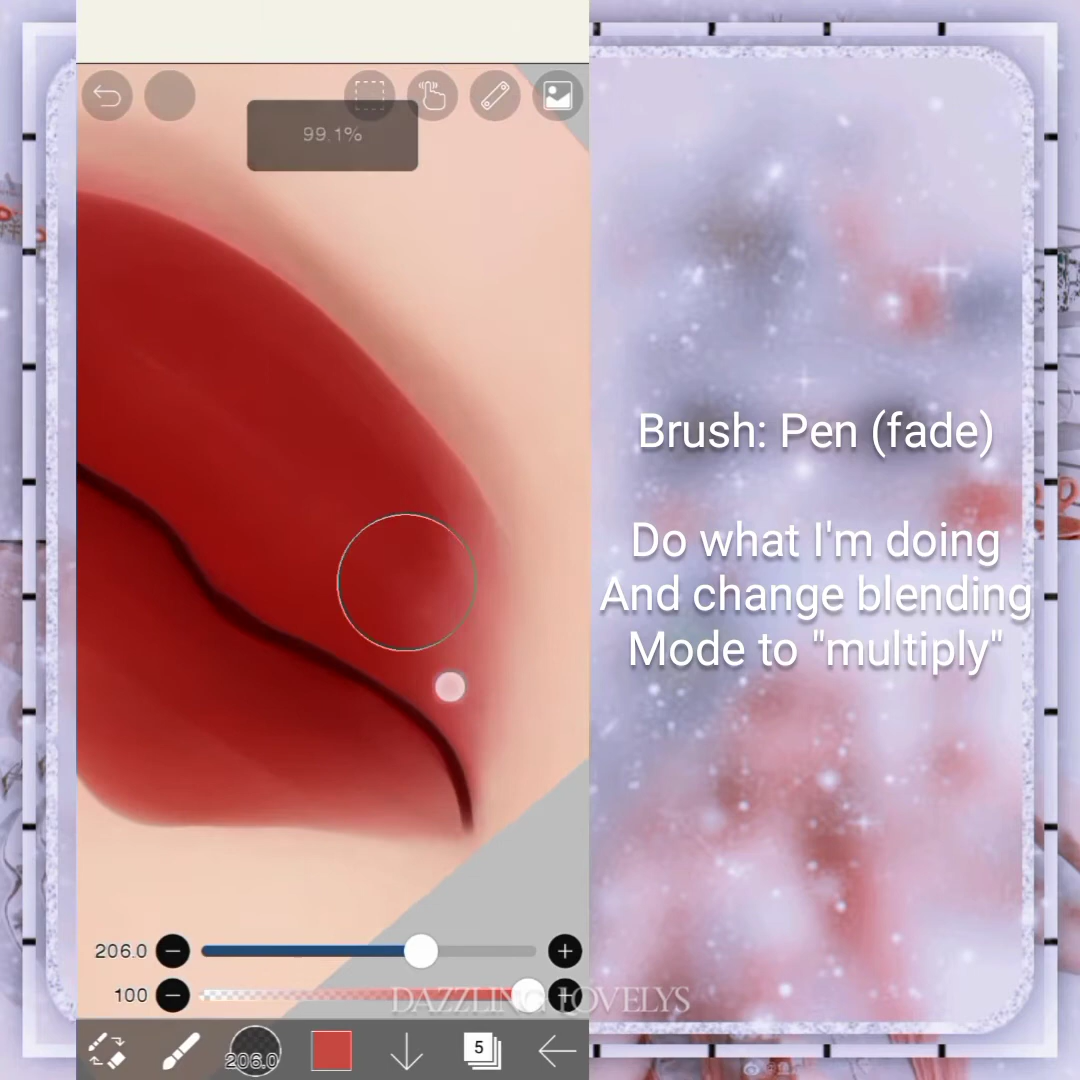 99.1%
Brush: Pen (fade)
Do what I'm doing
And change blending
Mode to "multiply"
206.0
100
DAZZLING LOVELYS
206.0
5